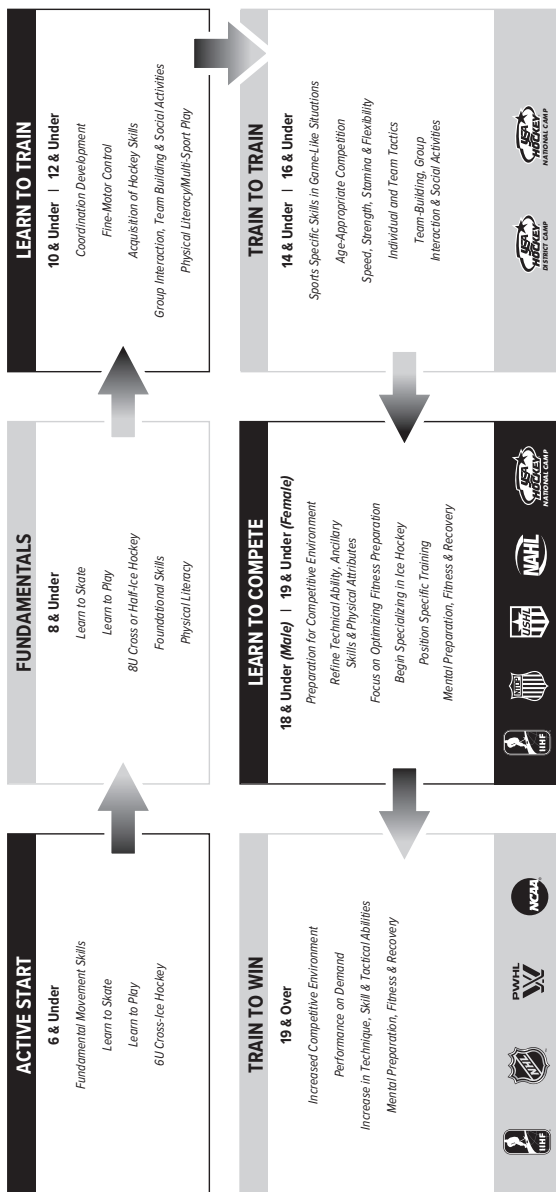 ACTIVE START
6 & Under
Fundamental Movement Skills
Learn to Skate
Learn to Play
6U Cross-Ice Hockey
FUNDAMENTALS
8 & Under
Learn to Skate
Learn to Play
8U Cross or Half-Ice Hockey
Foundational Skills
Physical Literacy
LEARN TO TRAIN
10 & Under | 12 & Under
Coordination Development
Fine-Motor Control
Acquisition of Hockey Skills
Group Interaction, Team Building & Social Activities
Physical Literacy/Multi-Sport Play
TRAIN TO TRAIN
14 & Under | 16 & Under
Sports Specific Skills in Game-Like Situations
Age-Appropriate Competition
Speed, Strength, Stamina & Flexibility
Individual and Team Tactics
Team-Building, Group
Interaction & Social Activities
USA
HOCKEY
DISTRICT CAMP
USA
HOCKEY
NATIONAL CAMP
LEARN TO COMPETE
18 & Under (Male) | 19 & Under (Female)
Preparation for Competitive Environment
Refine Technical Ability, Ancillary
Skills & Physical Attributes
Focus on Optimizing Fitness Preparation
Begin Specializing in Ice Hockey
Position Specific Training
Mental Preparation, Fitness & Recovery
IIHF
NTDP
USHL
NAHL
USA
HOCKEY
NATIONAL CAMP
TRAIN TO WIN
19 & Over
Increased Competitive Environment
Performance on Demand
Increase in Technique, Skill & Tactical Abilities
Mental Preparation, Fitness & Recovery
IIHF
NHL
PWHL
NCAA